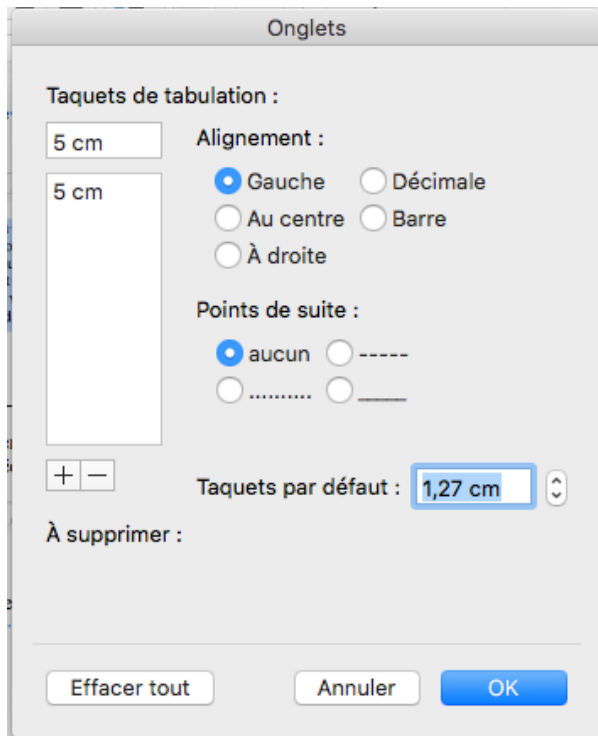 Onglets
Taquets de tabulation :
5 cm
5 cm
Alignement :
Gauche Décimale
Au centre Barre
À droite
Points de suite :
aucun -----
.......... _____
+ −
Taquets par défaut : 1,27 cm
À supprimer :
Effacer tout Annuler OK